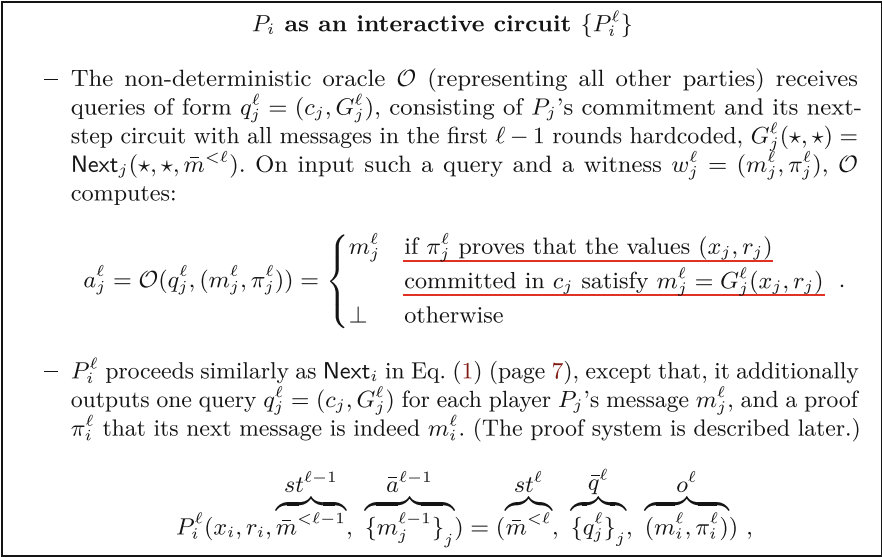 P_i as an interactive circuit {P_i^ℓ}
– The non-deterministic oracle 𝒪 (representing all other parties) receives
queries of form q_j^ℓ = (c_j, G_j^ℓ), consisting of P_j's commitment and its next-
step circuit with all messages in the first ℓ − 1 rounds hardcoded, G_j^ℓ(⋆, ⋆) =
Next_j(⋆, ⋆, m̄^{<ℓ}). On input such a query and a witness w_j^ℓ = (m_j^ℓ, π_j^ℓ), 𝒪
computes:
a_j^ℓ = 𝒪(q_j^ℓ, (m_j^ℓ, π_j^ℓ)) = { m_j^ℓ if π_j^ℓ proves that the values (x_j, r_j)
committed in c_j satisfy m_j^ℓ = G_j^ℓ(x_j, r_j) .
⊥ otherwise
– P_i^ℓ proceeds similarly as Next_i in Eq. (1) (page 7), except that, it additionally
outputs one query q_j^ℓ = (c_j, G_j^ℓ) for each player P_j's message m_j^ℓ, and a proof
π_i^ℓ that its next message is indeed m_i^ℓ. (The proof system is described later.)
st^{ℓ−1} ā^{ℓ−1} st^ℓ q̄^ℓ o^ℓ
P_i^ℓ(x_i, r_i, m̄^{<ℓ−1}, {m_j^{ℓ−1}}_j) = (m̄^{<ℓ}, {q_j^ℓ}_j, (m_i^ℓ, π_i^ℓ)) ,